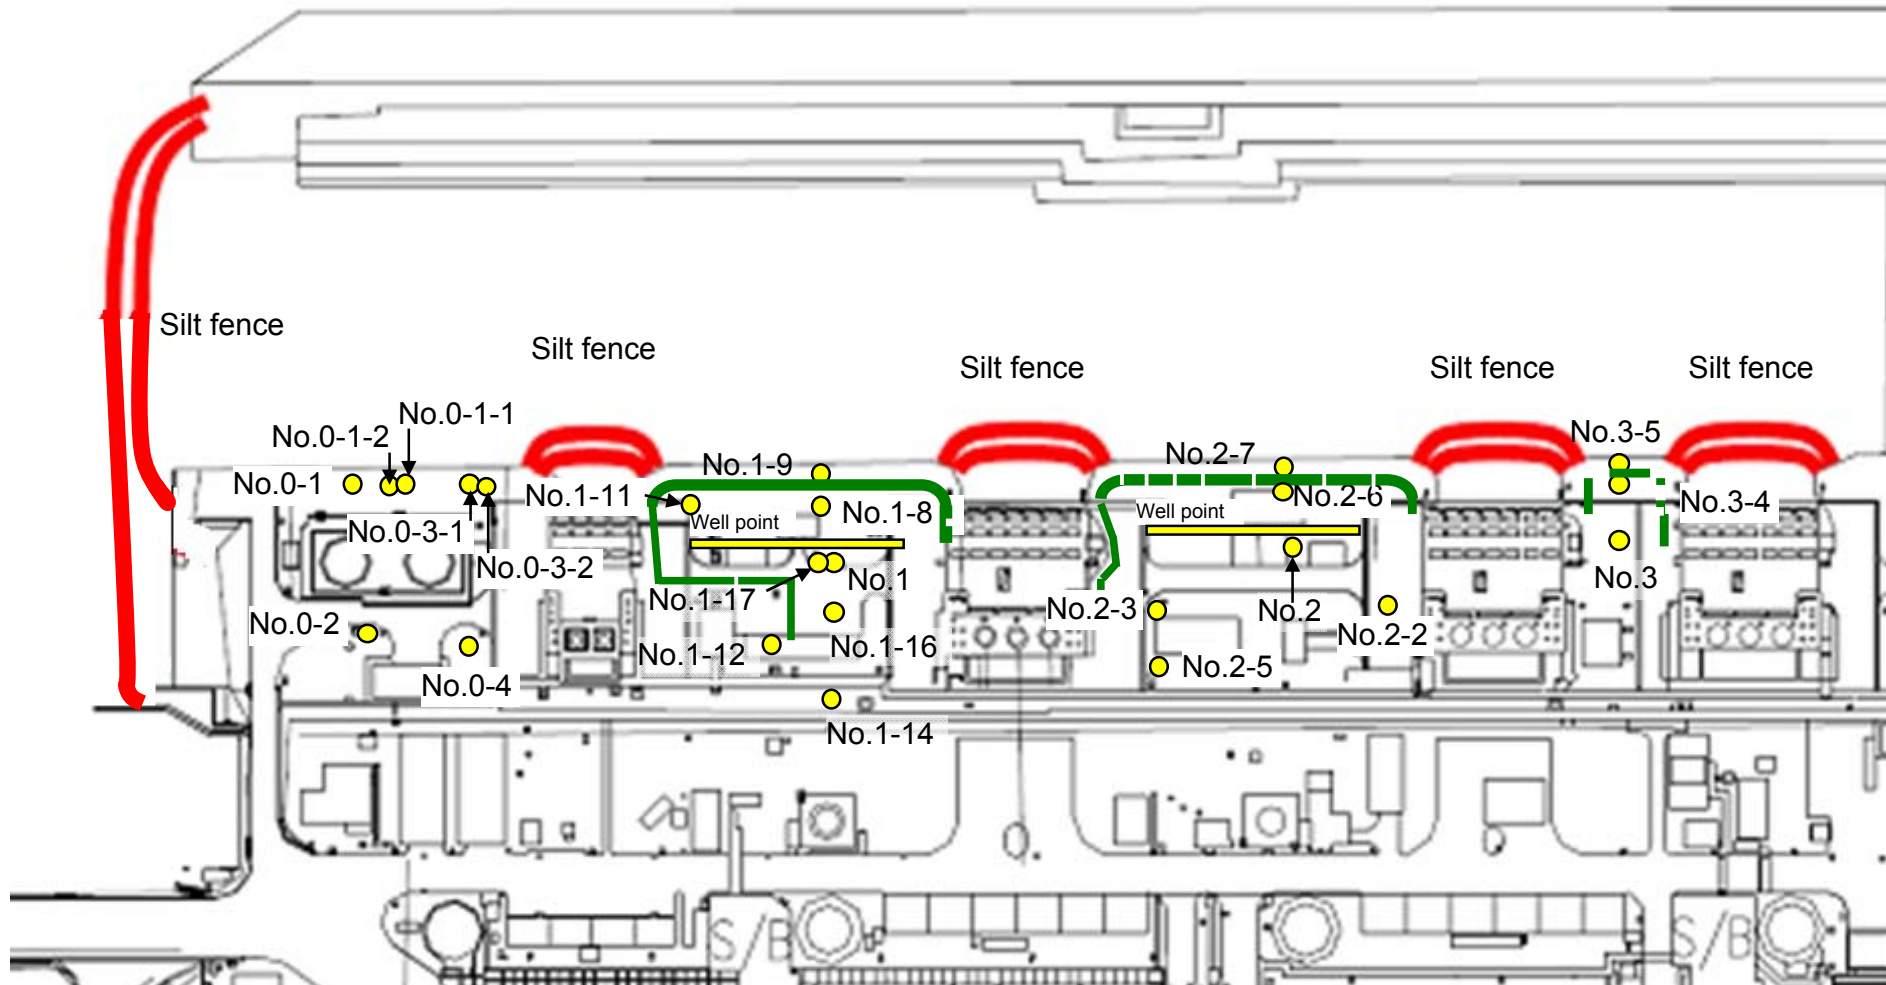 Silt fence
Silt fence
Silt fence
Silt fence
Silt fence
No.0-1-1
No.0-1-2
No.0-1
No.0-3-1
No.0-3-2
No.0-2
No.0-4
No.1-9
No.1-11
No.1-8
Well point
No.1-17
No.1
No.1-12
No.1-16
No.1-14
No.2-7
No.2-6
Well point
No.2-3
No.2
No.2-2
No.2-5
No.3-5
No.3-4
No.3
S/B
S/B